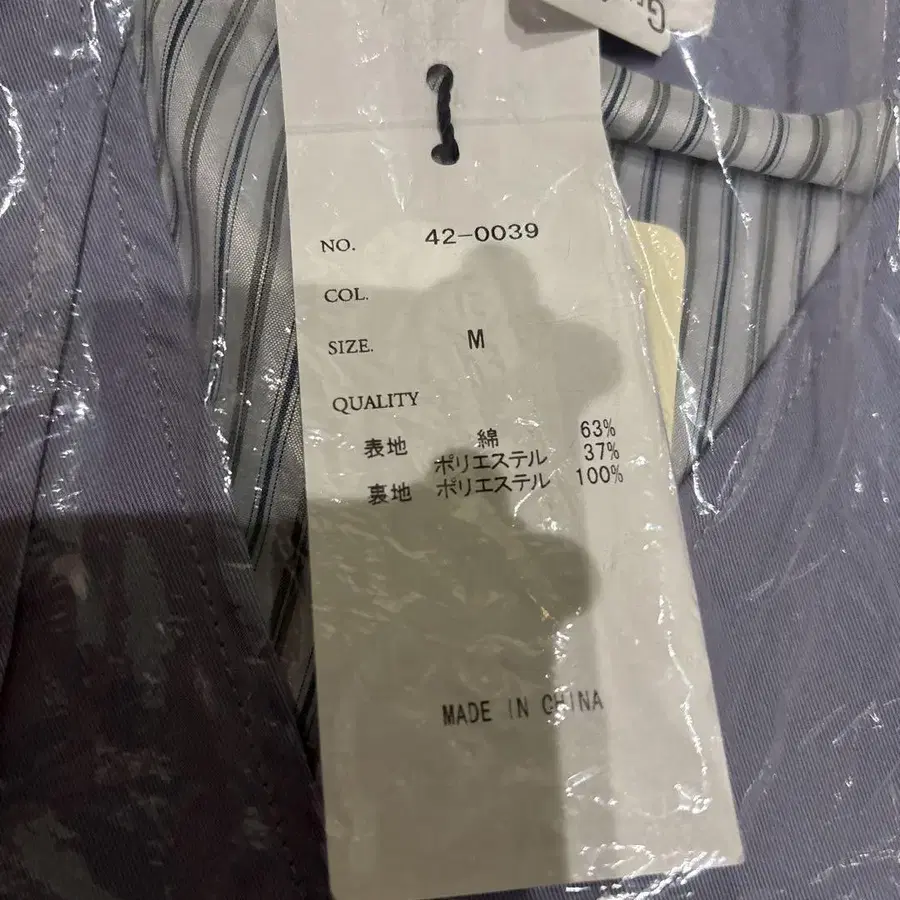 NO. 42-0039
COL.
SIZE. M
QUALITY
表地 綿 63%
ポリエステル 37%
裏地 ポリエステル 100%
MADE IN CHINA